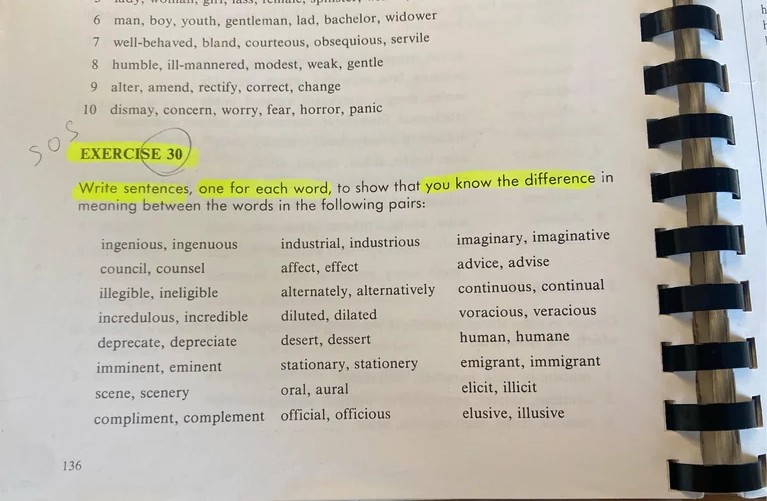 lady, woman, girl, lass, female,
6 man, boy, youth, gentleman, lad, bachelor, widower
7 well-behaved, bland, courteous, obsequious, servile
8 humble, ill-mannered, modest, weak, gentle
9 alter, amend, rectify, correct, change
10 dismay, concern, worry, fear, horror, panic
SOS
EXERCISE 30
Write sentences, one for each word, to show that you know the difference in
meaning between the words in the following pairs:
ingenious, ingenuous industrial, industrious imaginary, imaginative
council, counsel affect, effect advice, advise
illegible, ineligible alternately, alternatively continuous, continual
incredulous, incredible diluted, dilated voracious, veracious
deprecate, depreciate desert, dessert human, humane
imminent, eminent stationary, stationery emigrant, immigrant
scene, scenery oral, aural elicit, illicit
compliment, complement official, officious elusive, illusive
136